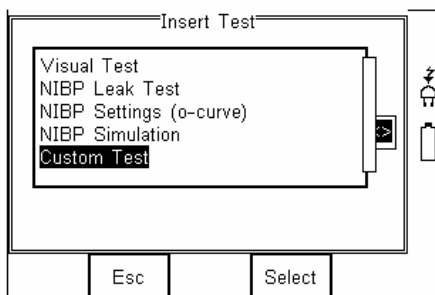 Insert Test
Visual Test
NIBP Leak Test
NIBP Settings (o-curve)
NIBP Simulation
Custom Test
<>
Esc
Select